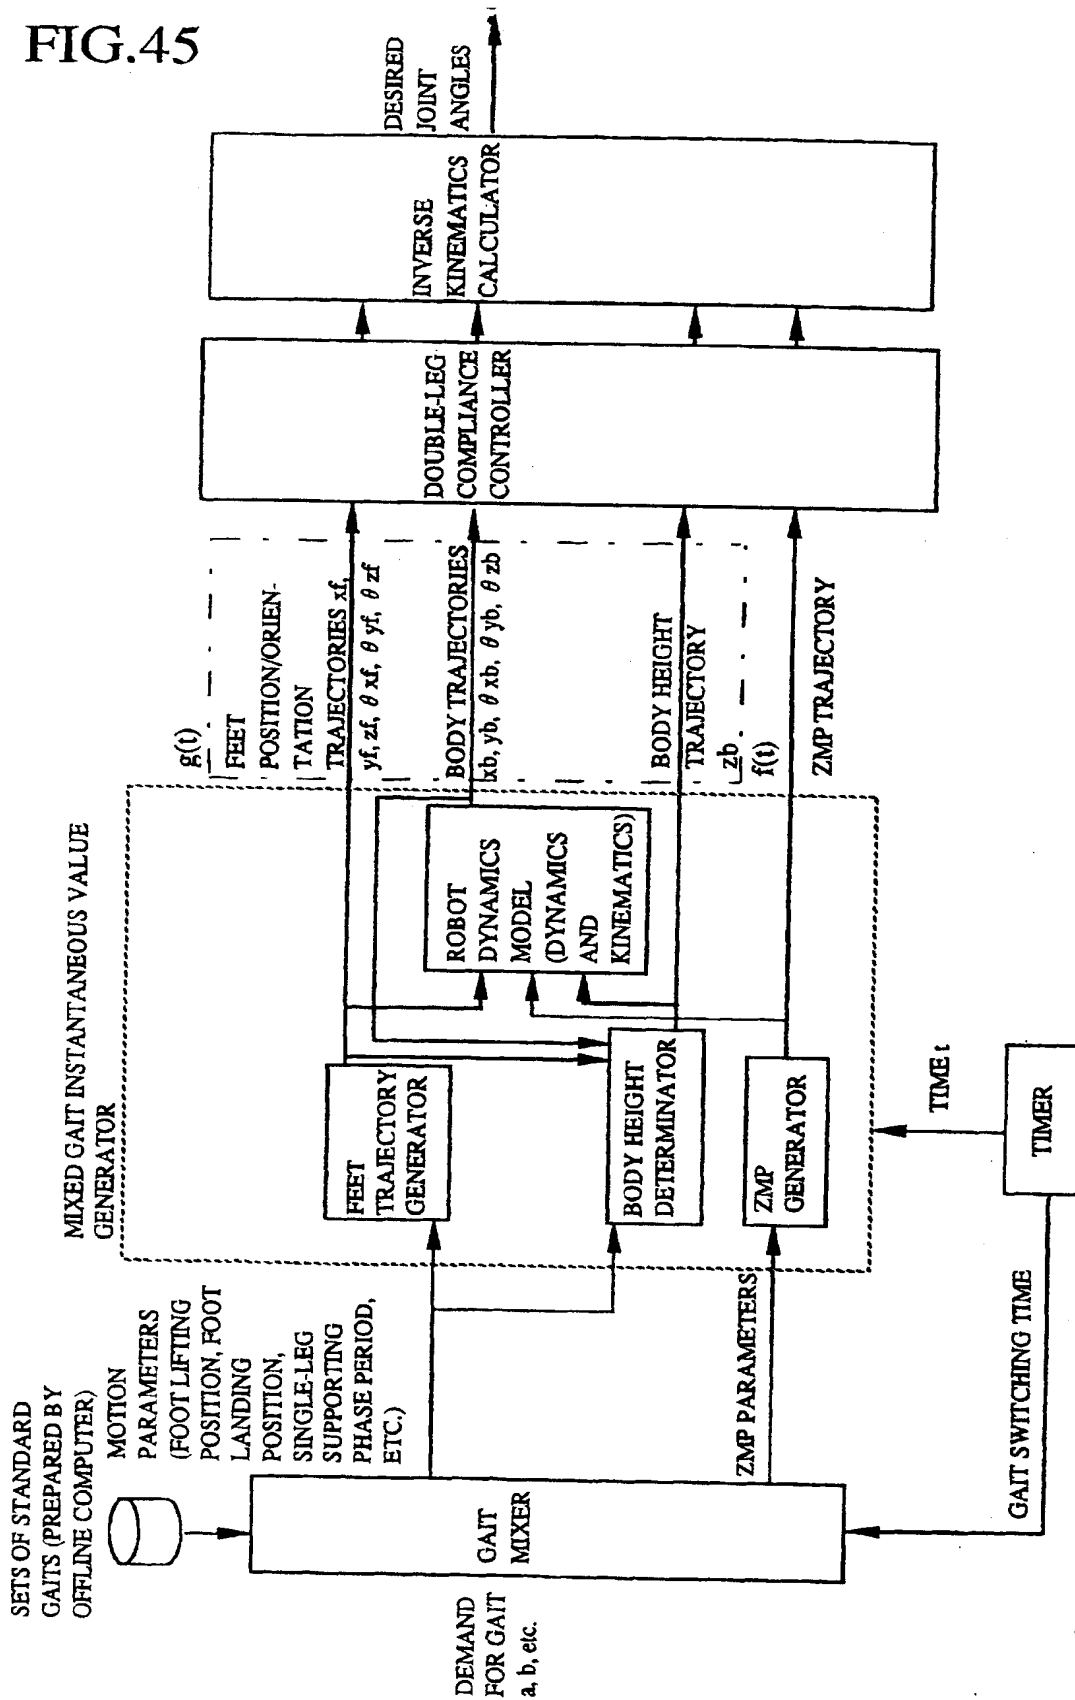 FIG.45
SETS OF STANDARD
GAITS (PREPARED BY
OFFLINE COMPUTER)
DEMAND
FOR GAIT
a, b, etc.
GAIT
MIXER
MOTION
PARAMETERS
(FOOT LIFTING
POSITION, FOOT
LANDING
POSITION,
SINGLE-LEG
SUPPORTING
PHASE PERIOD,
ETC.)
ZMP PARAMETERS
GAIT SWITCHING TIME
TIMER
TIME t
MIXED GAIT INSTANTANEOUS VALUE
GENERATOR
FEET
TRAJECTORY
GENERATOR
BODY HEIGHT
DETERMINATOR
ZMP
GENERATOR
ROBOT
DYNAMICS
MODEL
(DYNAMICS
AND
KINEMATICS)
g(t)
FEET
POSITION/ORIEN-
TATION
TRAJECTORIES xf,
yf, zf, θ xf, θ yf, θ zf
BODY TRAJECTORIES
xb, yb, θ xb, θ yb, θ zb
BODY HEIGHT
TRAJECTORY
zb
f(t)
ZMP TRAJECTORY
DOUBLE-LEG
COMPLIANCE
CONTROLLER
INVERSE
KINEMATICS
CALCULATOR
DESIRED
JOINT
ANGLES